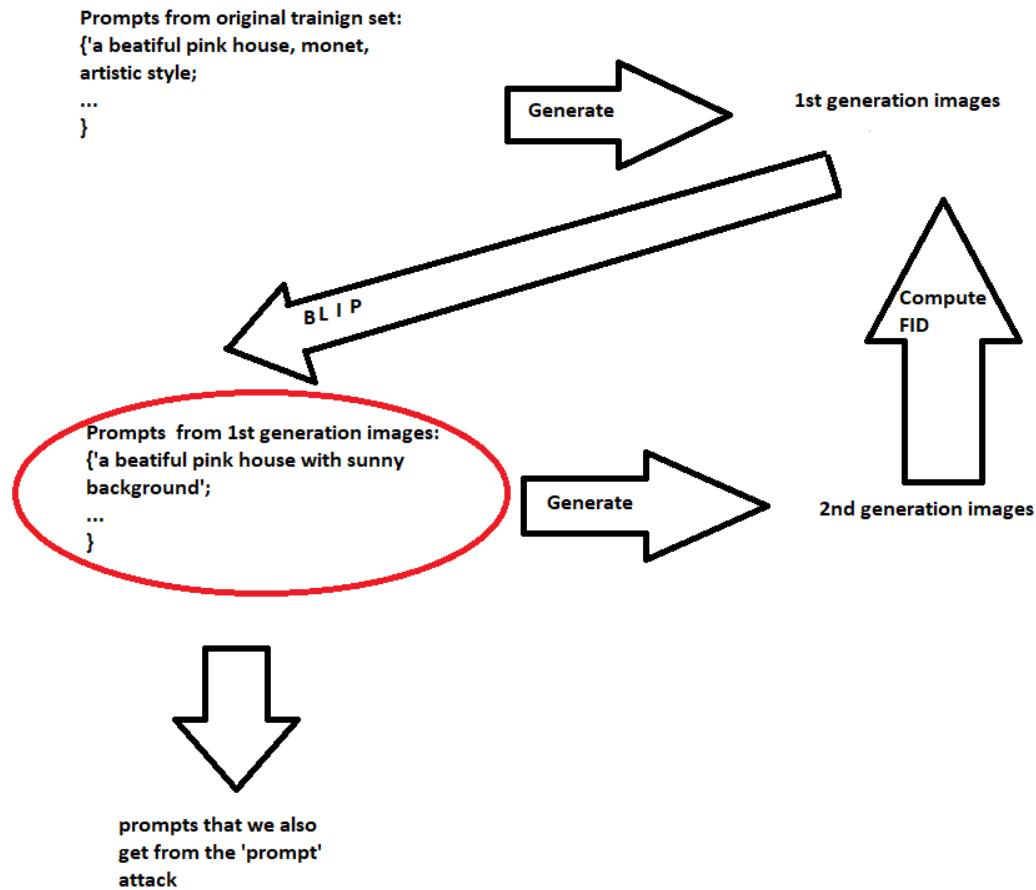 Prompts from original trainign set:
{'a beatiful pink house, monet,
artistic style;
...
}
Generate
1st generation images
BLIP
Compute
FID
Prompts from 1st generation images:
{'a beatiful pink house with sunny
background';
...
}
Generate
2nd generation images
prompts that we also
get from the 'prompt'
attack